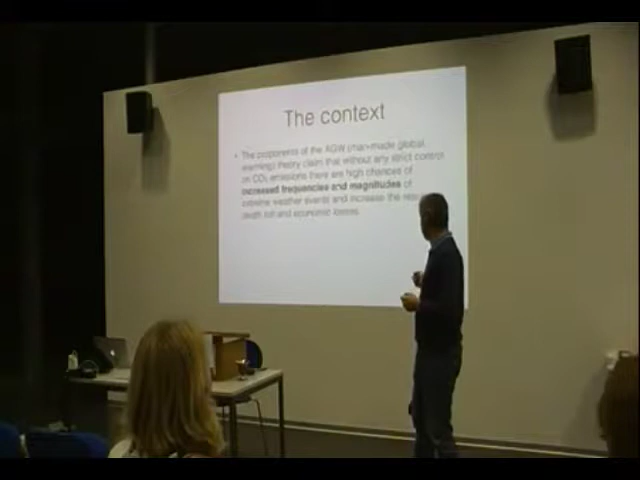 The context
• The proponents of the AGW (man-made global
warming) theory claim that without any strict control
on CO₂ emissions there are high chances of
increased frequencies and magnitudes of
extreme weather events and increase the
death toll and economic losses.